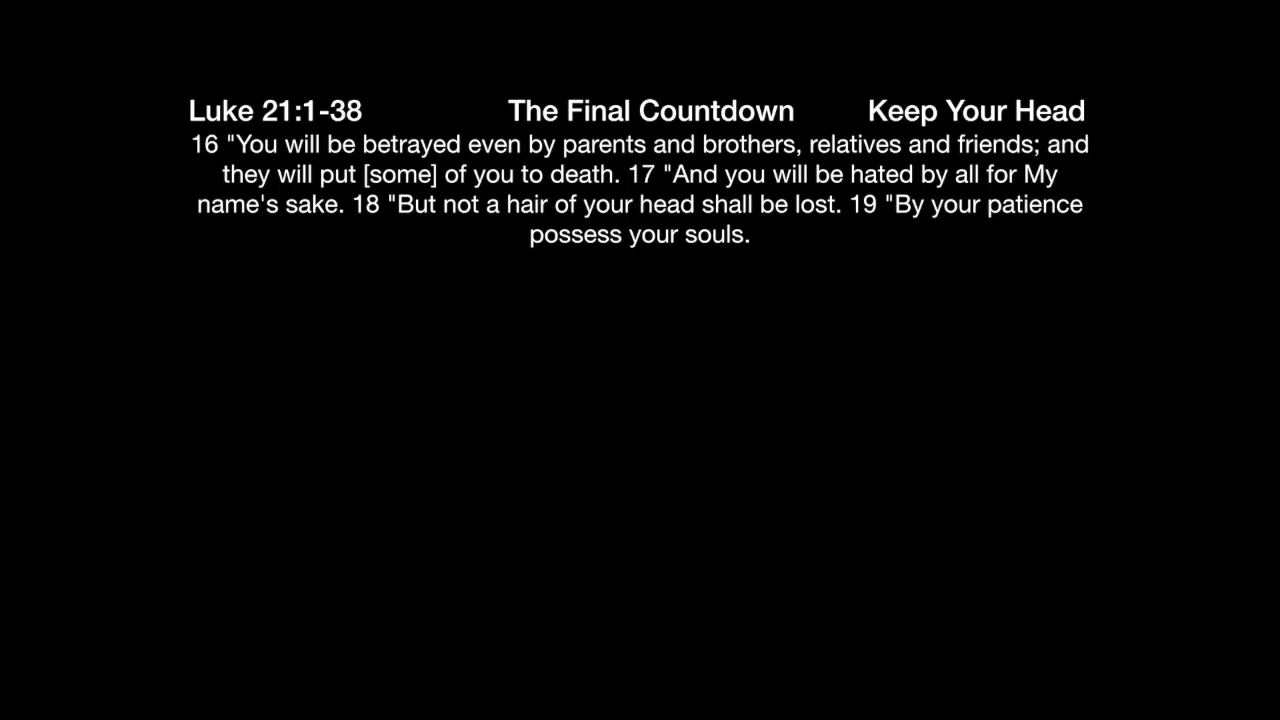 Luke 21:1-38 The Final Countdown Keep Your Head
16 "You will be betrayed even by parents and brothers, relatives and friends; and
they will put [some] of you to death. 17 "And you will be hated by all for My
name's sake. 18 "But not a hair of your head shall be lost. 19 "By your patience
possess your souls.